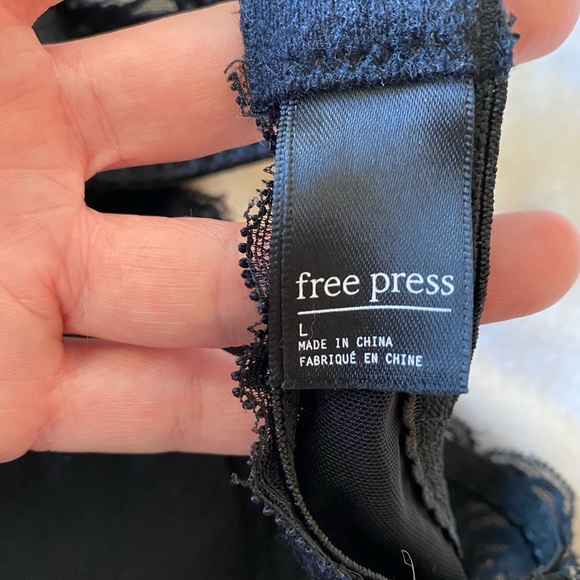 free press
L
MADE IN CHINA
FABRIQUÉ EN CHINE